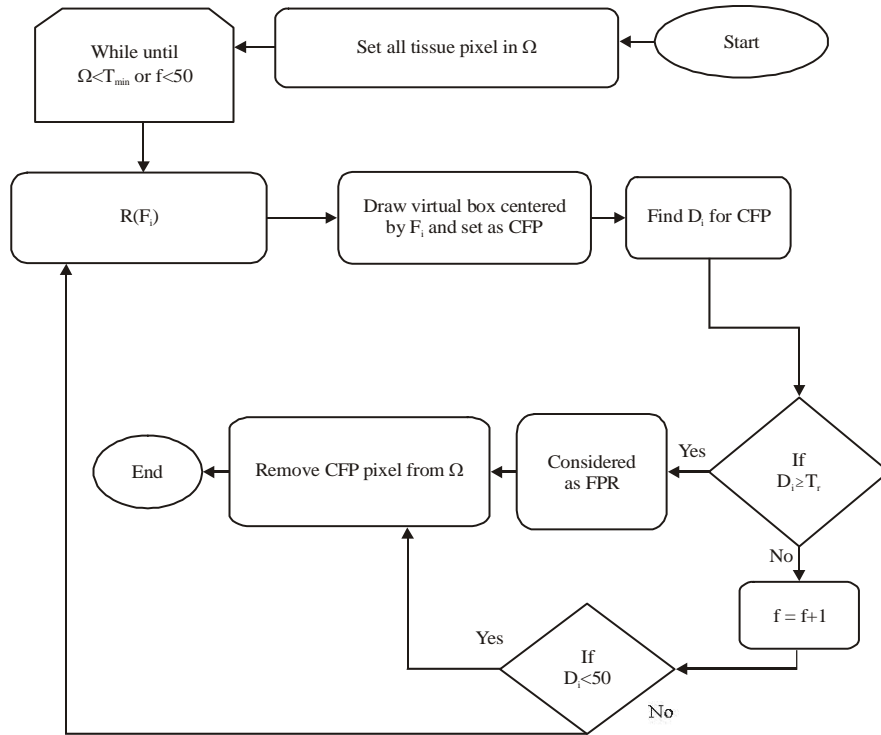 Start
Set all tissue pixel in Ω
While until
Ω<Tmin or f<50
R(Fi)
Draw virtual box centered
by Fi and set as CFP
Find Di for CFP
If
Di≥Tr
Yes
Considered
as FPR
Remove CFP pixel from Ω
End
No
f = f+1
If
Di<50
Yes
No